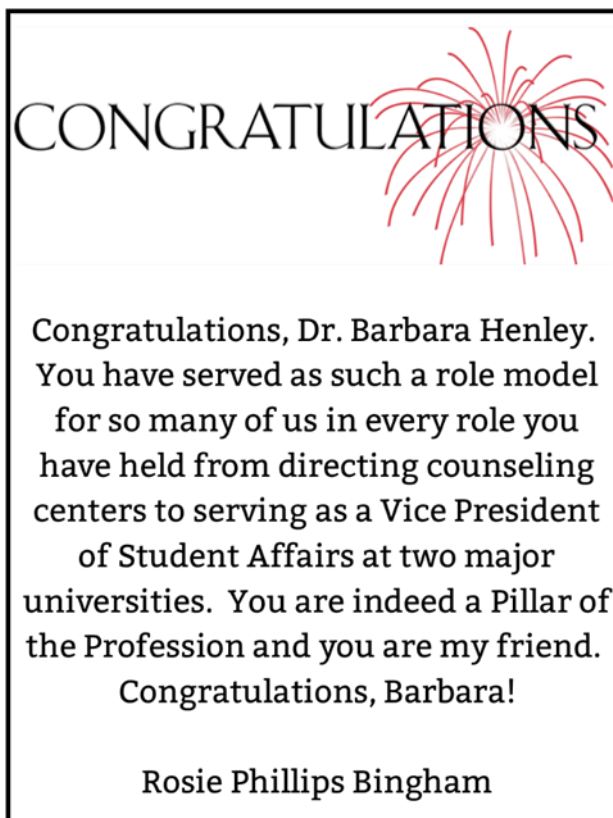 CONGRATULATIONS
Congratulations, Dr. Barbara Henley.
You have served as such a role model
for so many of us in every role you
have held from directing counseling
centers to serving as a Vice President
of Student Affairs at two major
universities.  You are indeed a Pillar of
the Profession and you are my friend.
Congratulations, Barbara!
Rosie Phillips Bingham